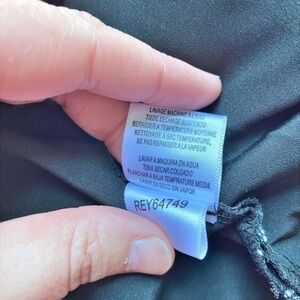 LAVAGE MACHINE A L'EAU
TIEDE SECHAGE SUSPENDU
REPASSER A TEMPERATURE MOYENNE
NETTOYAGE A SEC TEMPERATURE,
NE PAS REPASSER A LA VAPEUR
LAVAR A MAQUINA EN AGUA
TIBIA SECAR COLGADO
PLANCHAR A BAJA TEMPRATURE MEDIA
LAVAR EN SECO SIN VAPOR.
REY64749